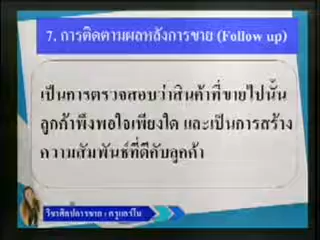 7. การติดตามผลหลังการขาย (Follow up)
เป็นการตรวจสอบว่าสินค้าที่ขายไปนั้น
ลูกค้าพึงพอใจเพียงใด และเป็นการสร้าง
ความสัมพันธ์ที่ดีกับลูกค้า
วิชาศิลปการขาย : ครูแอร์โน